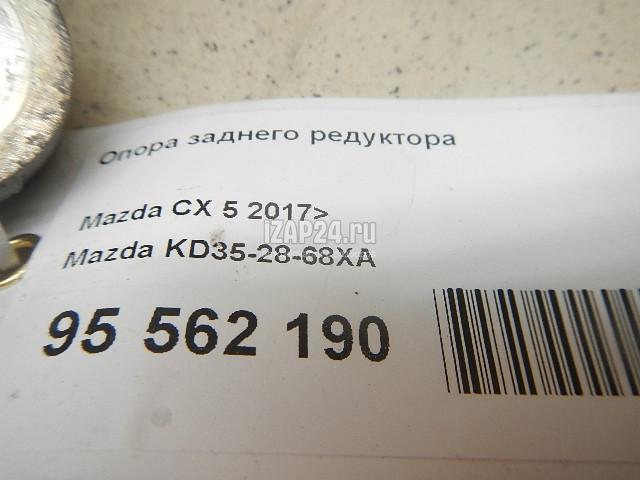 Опора заднего редуктора
Mazda CX 5 2017>
iZAP24.ru
Mazda KD35-28-68XA
95 562 190